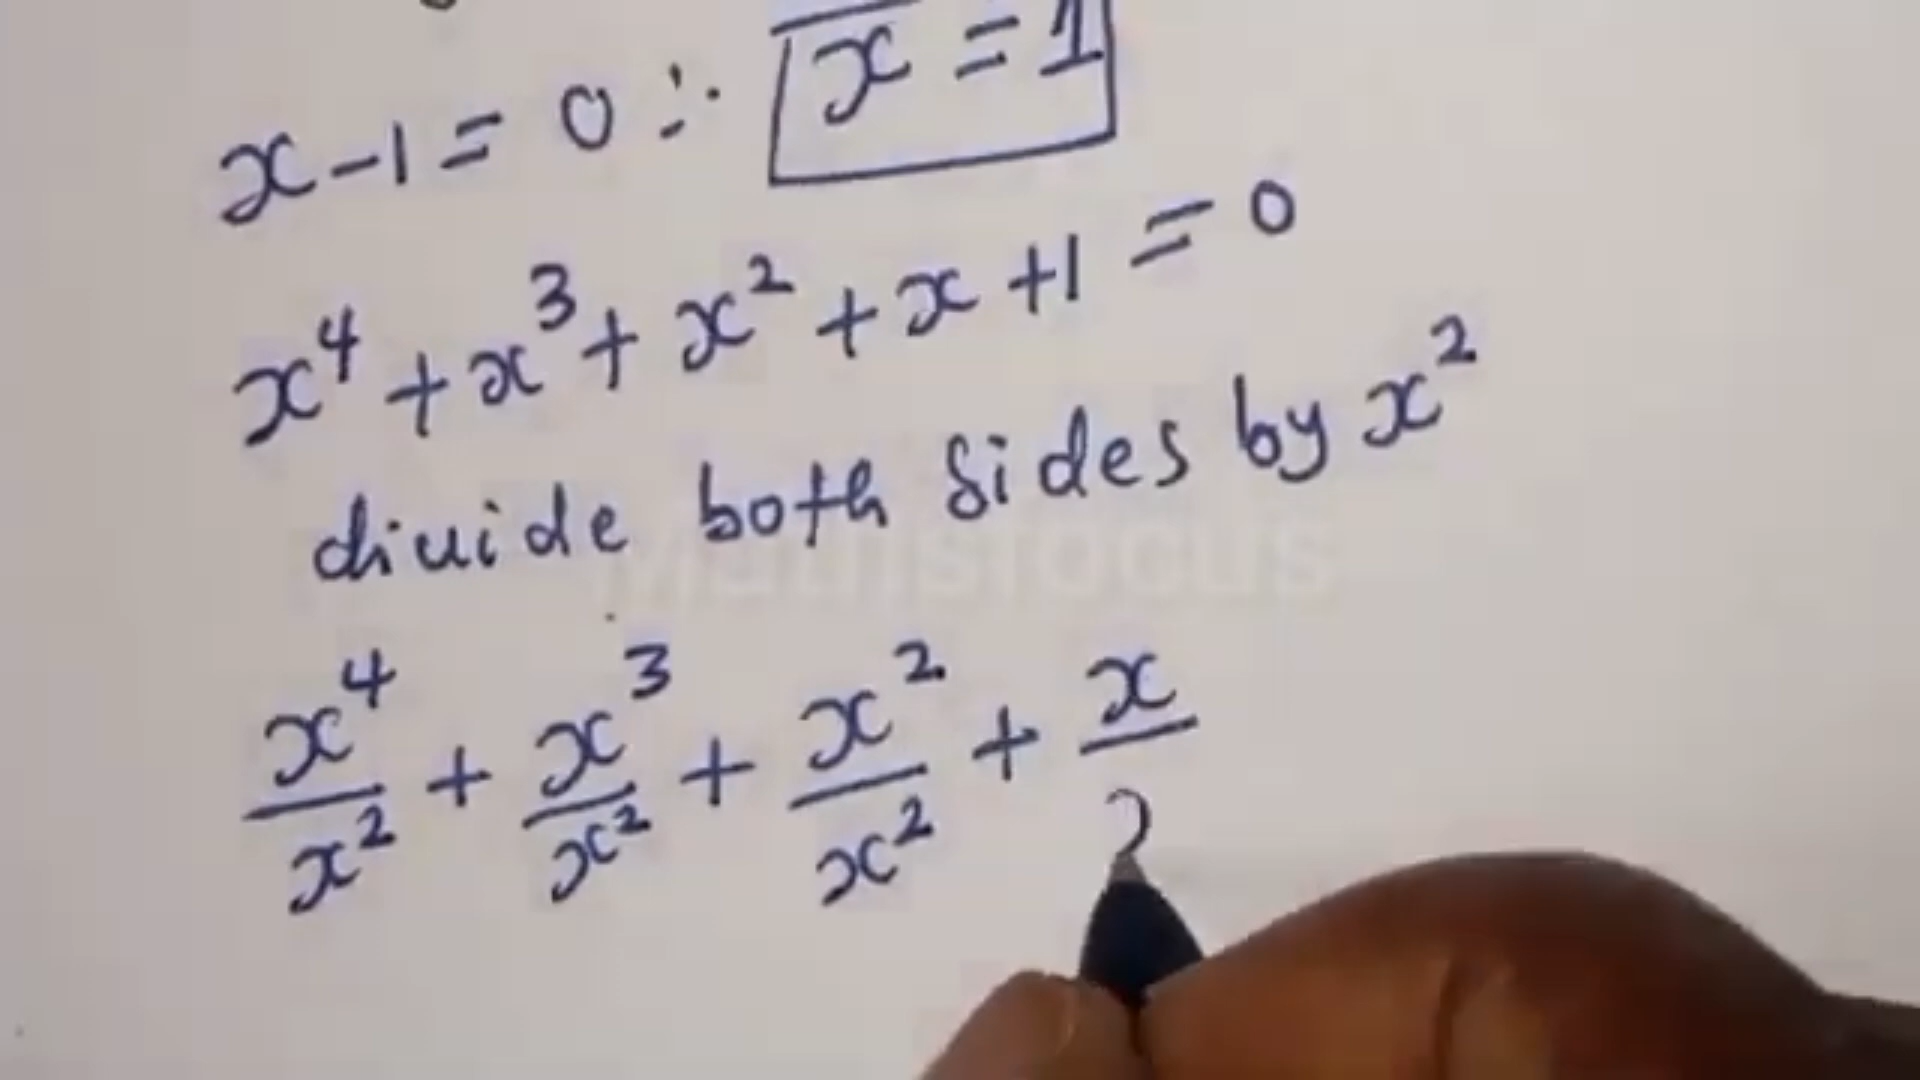 x = 1
x - 1 = 0 ∴
x⁴ + x³ + x² + x + 1 = 0
divide both sides by x²
Mathsfocus
x⁴/x² + x³/x² + x²/x² + x/